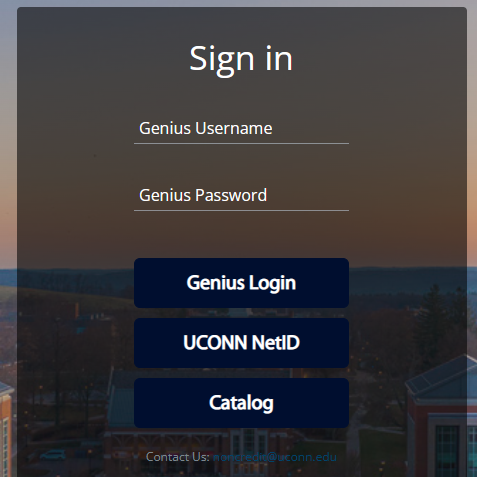 Sign in
Genius Username
Genius Password
Genius Login
UCONN NetID
Catalog
Contact Us: